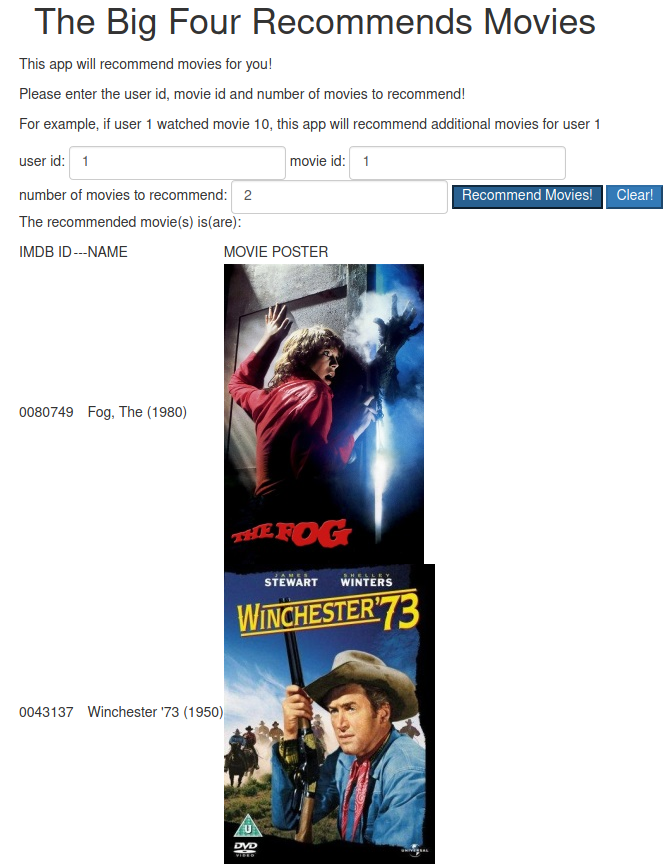 The Big Four Recommends Movies
This app will recommend movies for you!
Please enter the user id, movie id and number of movies to recommend!
For example, if user 1 watched movie 10, this app will recommend additional movies for user 1
user id: 1 movie id: 1
number of movies to recommend: 2 Recommend Movies! Clear!
The recommended movie(s) is(are):
IMDB ID---NAME MOVIE POSTER
0080749 Fog, The (1980)
THE FOG
JAMES SHELLEY
STEWART WINTERS
WINCHESTER '73
0043137 Winchester '73 (1950)
U
DVD
VIDEO
UNIVERSAL